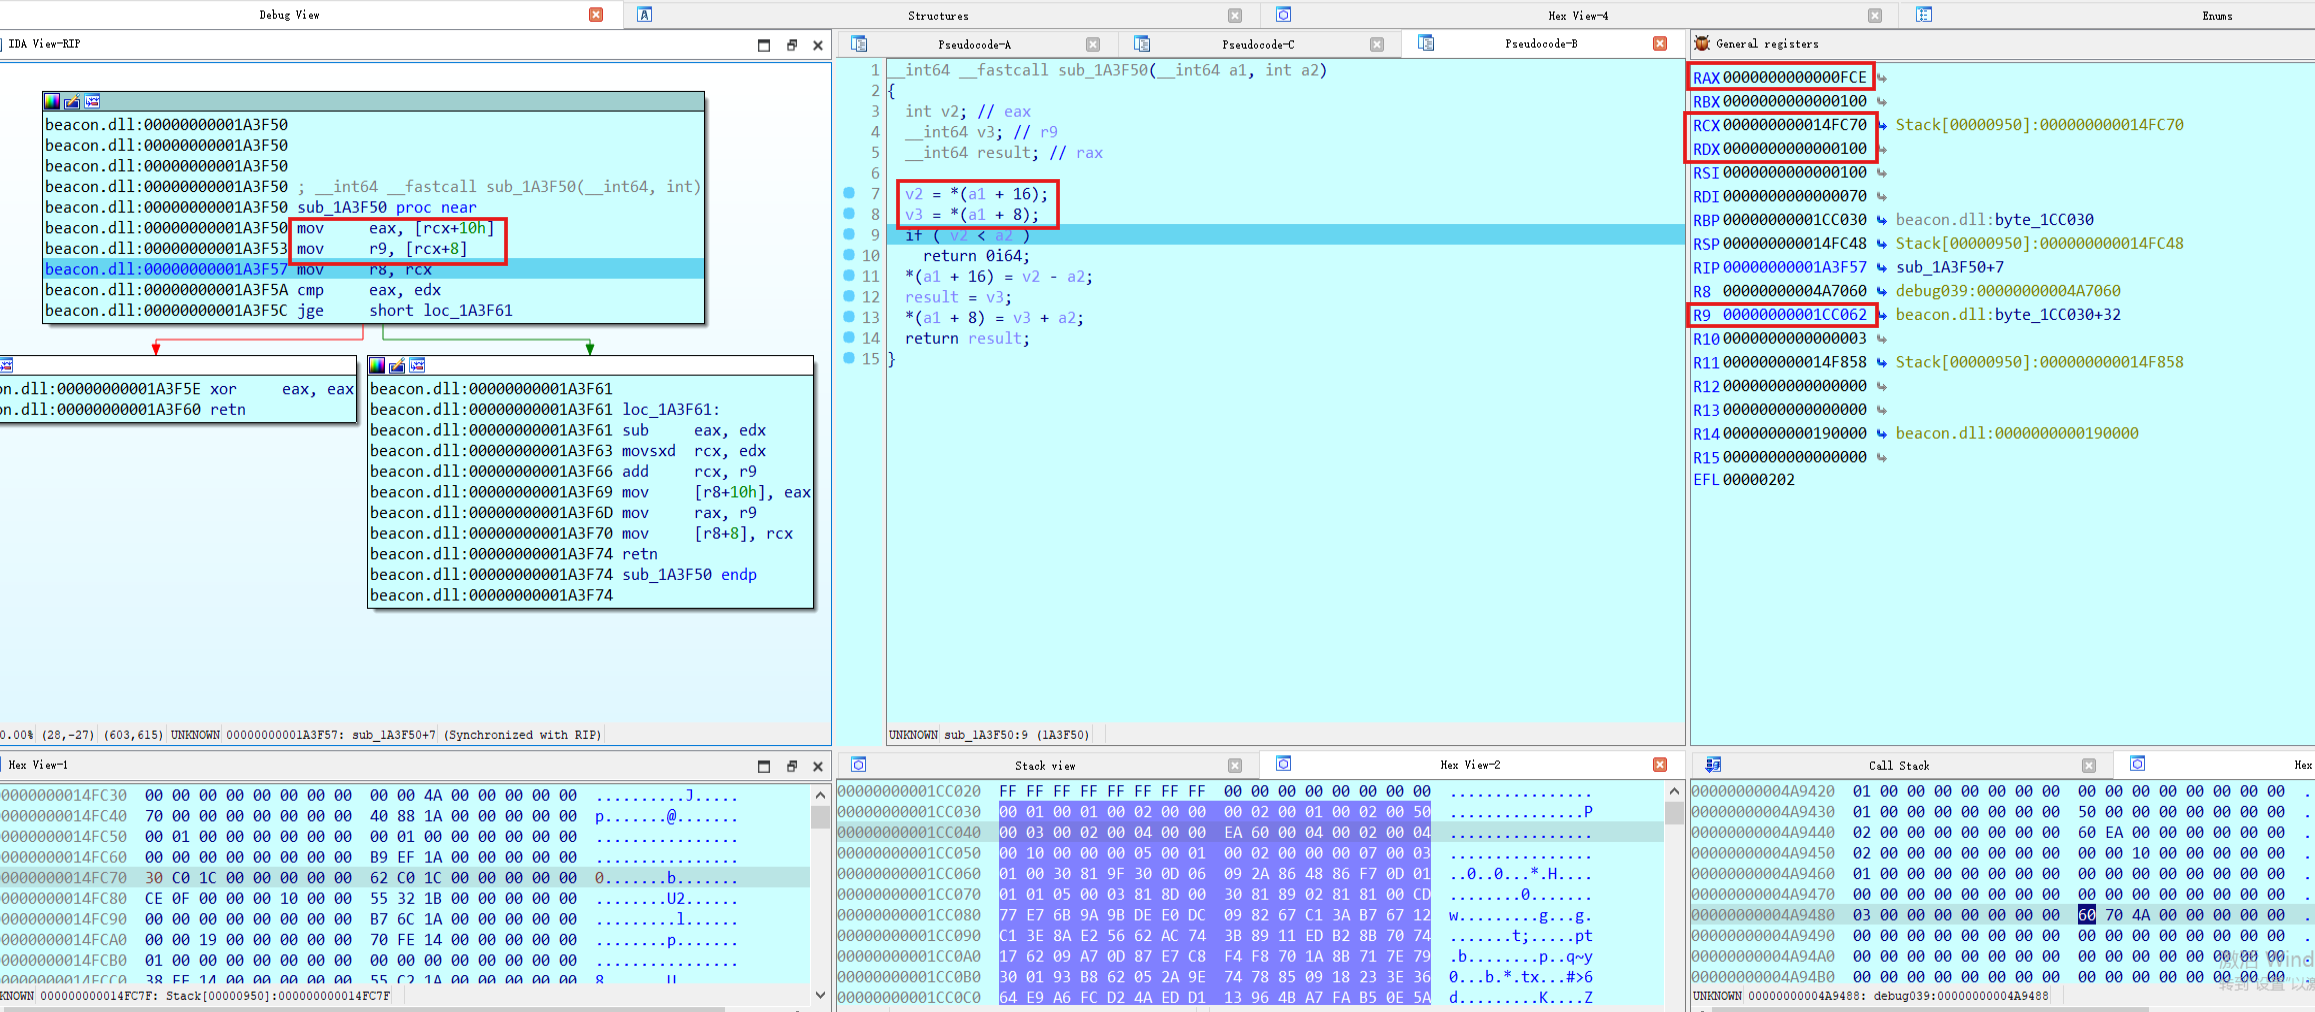 Debug View
Structures
Hex View-4
Enums
IDA View-RIP
Pseudocode-A
Pseudocode-C
Pseudocode-B
General registers
beacon.dll:00000000001A3F50
beacon.dll:00000000001A3F50
beacon.dll:00000000001A3F50
beacon.dll:00000000001A3F50 ; __int64 __fastcall sub_1A3F50(__int64, int)
beacon.dll:00000000001A3F50 sub_1A3F50 proc near
beacon.dll:00000000001A3F50 mov     eax, [rcx+10h]
beacon.dll:00000000001A3F53 mov     r9, [rcx+8]
beacon.dll:00000000001A3F57 mov     r8, rcx
beacon.dll:00000000001A3F5A cmp     eax, edx
beacon.dll:00000000001A3F5C jge     short loc_1A3F61
on.dll:00000000001A3F5E xor     eax, eax
on.dll:00000000001A3F60 retn
beacon.dll:00000000001A3F61
beacon.dll:00000000001A3F61 loc_1A3F61:
beacon.dll:00000000001A3F61 sub     eax, edx
beacon.dll:00000000001A3F63 movsxd  rcx, edx
beacon.dll:00000000001A3F66 add     rcx, r9
beacon.dll:00000000001A3F69 mov     [r8+10h], eax
beacon.dll:00000000001A3F6D mov     rax, r9
beacon.dll:00000000001A3F70 mov     [r8+8], rcx
beacon.dll:00000000001A3F74 retn
beacon.dll:00000000001A3F74 sub_1A3F50 endp
beacon.dll:00000000001A3F74
0.00% (28,-27) (603,615) UNKNOWN 00000000001A3F57: sub_1A3F50+7 (Synchronized with RIP)
1 __int64 __fastcall sub_1A3F50(__int64 a1, int a2)
2 {
3   int v2; // eax
4   __int64 v3; // r9
5   __int64 result; // rax
6
7   v2 = *(a1 + 16);
8   v3 = *(a1 + 8);
9   if ( v2 < a2 )
10     return 0i64;
11   *(a1 + 16) = v2 - a2;
12   result = v3;
13   *(a1 + 8) = v3 + a2;
14   return result;
15 }
UNKNOWN sub_1A3F50:9 (1A3F50)
RAX 0000000000000FCE
RBX 0000000000000100
RCX 000000000014FC70 Stack[00000950]:000000000014FC70
RDX 0000000000000100
RSI 0000000000000100
RDI 0000000000000070
RBP 00000000001CC030 beacon.dll:byte_1CC030
RSP 000000000014FC48 Stack[00000950]:000000000014FC48
RIP 00000000001A3F57 sub_1A3F50+7
R8 00000000004A7060 debug039:00000000004A7060
R9 00000000001CC062 beacon.dll:byte_1CC030+32
R10 0000000000000003
R11 000000000014F858 Stack[00000950]:000000000014F858
R12 0000000000000000
R13 0000000000000000
R14 0000000000190000 beacon.dll:0000000000190000
R15 0000000000000000
EFL 00000202
Hex View-1
000000000014FC30  00 00 00 00 00 00 00 00  00 00 4A 00 00 00 00 00  ..........J.....
000000000014FC40  70 00 00 00 00 00 00 00  40 88 1A 00 00 00 00 00  p.......@.......
000000000014FC50  00 01 00 00 00 00 00 00  00 01 00 00 00 00 00 00  ................
000000000014FC60  00 00 00 00 00 00 00 00  B9 EF 1A 00 00 00 00 00  ................
000000000014FC70  30 C0 1C 00 00 00 00 00  62 C0 1C 00 00 00 00 00  0.......b.......
000000000014FC80  CE 0F 00 00 00 10 00 00  55 32 1B 00 00 00 00 00  ........U2......
000000000014FC90  00 00 00 00 00 00 00 00  B7 6C 1A 00 00 00 00 00  .........l......
000000000014FCA0  00 00 19 00 00 00 00 00  70 FE 14 00 00 00 00 00  ........p.......
000000000014FCB0  01 00 00 00 00 00 00 00  00 00 00 00 00 00 00 00  ................
000000000014FCC0  38 FE 14 00 00 00 00 00  55 C2 1A 00 00 00 00 00  8.......U.......
KNOWN 000000000014FC7F: Stack[00000950]:000000000014FC7F
Stack view
Hex View-2
00000000001CC020  FF FF FF FF FF FF FF FF  00 00 00 00 00 00 00 00  ................
00000000001CC030  00 01 00 01 00 02 00 00  00 02 00 01 00 02 00 50  ...............P
00000000001CC040  00 03 00 02 00 04 00 00  EA 60 00 04 00 02 00 04  ................
00000000001CC050  00 10 00 00 00 05 00 01  00 02 00 00 00 07 00 03  ................
00000000001CC060  01 00 30 81 9F 30 0D 06  09 2A 86 48 86 F7 0D 01  ..0..0...*.H....
00000000001CC070  01 01 05 00 03 81 8D 00  30 81 89 02 81 81 00 CD  ........0.......
00000000001CC080  77 E7 6B 9A 9B DE E0 DC  09 82 67 C1 3A B7 67 12  w.........g...g.
00000000001CC090  C1 3E 8A E2 56 62 AC 74  3B 89 11 ED B2 8B 70 74  .......t;.....pt
00000000001CC0A0  17 62 09 A7 0D 87 E7 C8  F4 F8 70 1A 8B 71 7E 79  .b........p..q~y
00000000001CC0B0  30 01 93 B8 62 05 2A 9E  74 78 85 09 18 23 3E 36  0...b.*.tx...#>6
00000000001CC0C0  64 E9 A6 FC D2 4A ED D1  13 96 4B A7 FA B5 0E 5A  d.........K....Z
Call Stack
Hex
00000000004A9420  01 00 00 00 00 00 00 00  00 00 00 00 00 00 00 00
00000000004A9430  01 00 00 00 00 00 00 00  50 00 00 00 00 00 00 00
00000000004A9440  02 00 00 00 00 00 00 00  60 EA 00 00 00 00 00 00
00000000004A9450  02 00 00 00 00 00 00 00  00 00 10 00 00 00 00 00
00000000004A9460  01 00 00 00 00 00 00 00  00 00 00 00 00 00 00 00
00000000004A9470  00 00 00 00 00 00 00 00  00 00 00 00 00 00 00 00
00000000004A9480  03 00 00 00 00 00 00 00  60 70 4A 00 00 00 00 00
00000000004A9490  00 00 00 00 00 00 00 00  00 00 00 00 00 00 00 00
00000000004A94A0  00 00 00 00 00 00 00 00  00 00 00 00 00 00 00 00
00000000004A94B0  00 00 00 00 00 00 00 00  00 00 00 00 00 00 00 00
激活 Wind
转到"设置"以激
UNKNOWN 00000000004A9488: debug039:00000000004A9488